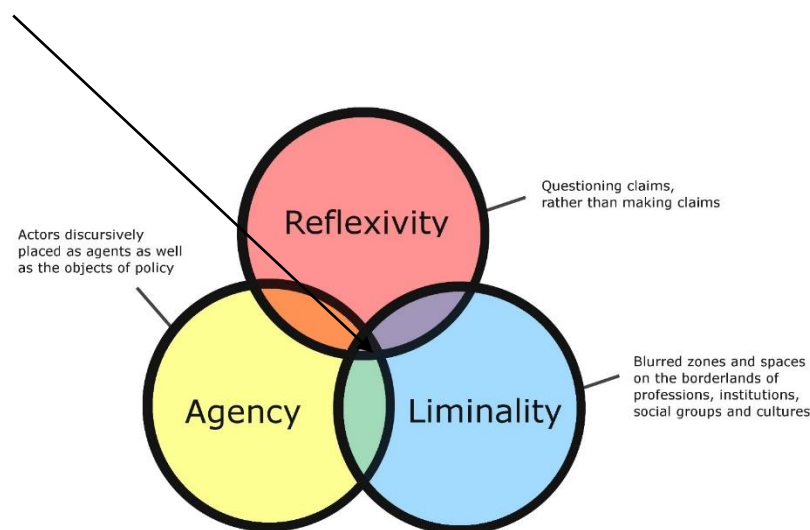 Reflexivity
Questioning claims,
rather than making claims
Actors discursively
placed as agents as well
as the objects of policy
Agency
Liminality
Blurred zones and spaces
on the borderlands of
professions, institutions,
social groups and cultures